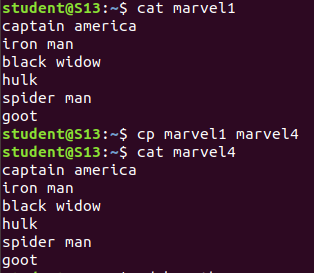 student@S13:~$ cat marvel1
captain america
iron man
black widow
hulk
spider man
goot
student@S13:~$ cp marvel1 marvel4
student@S13:~$ cat marvel4
captain america
iron man
black widow
hulk
spider man
goot